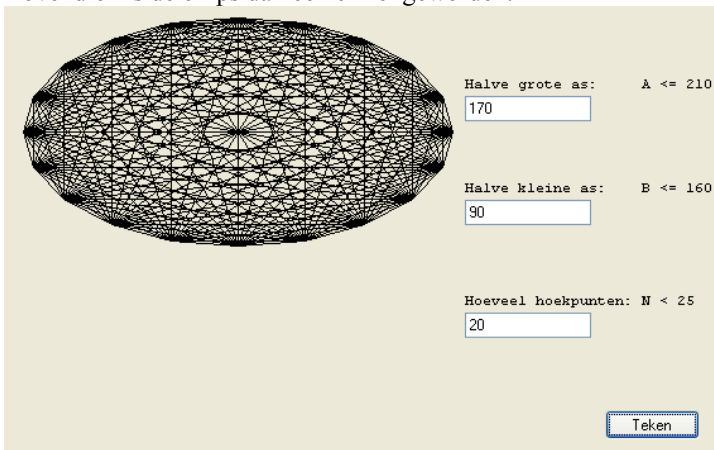 Halve grote as: A <= 210
170
Halve kleine as: B <= 160
90
Hoeveel hoekpunten: N < 25
20
Teken